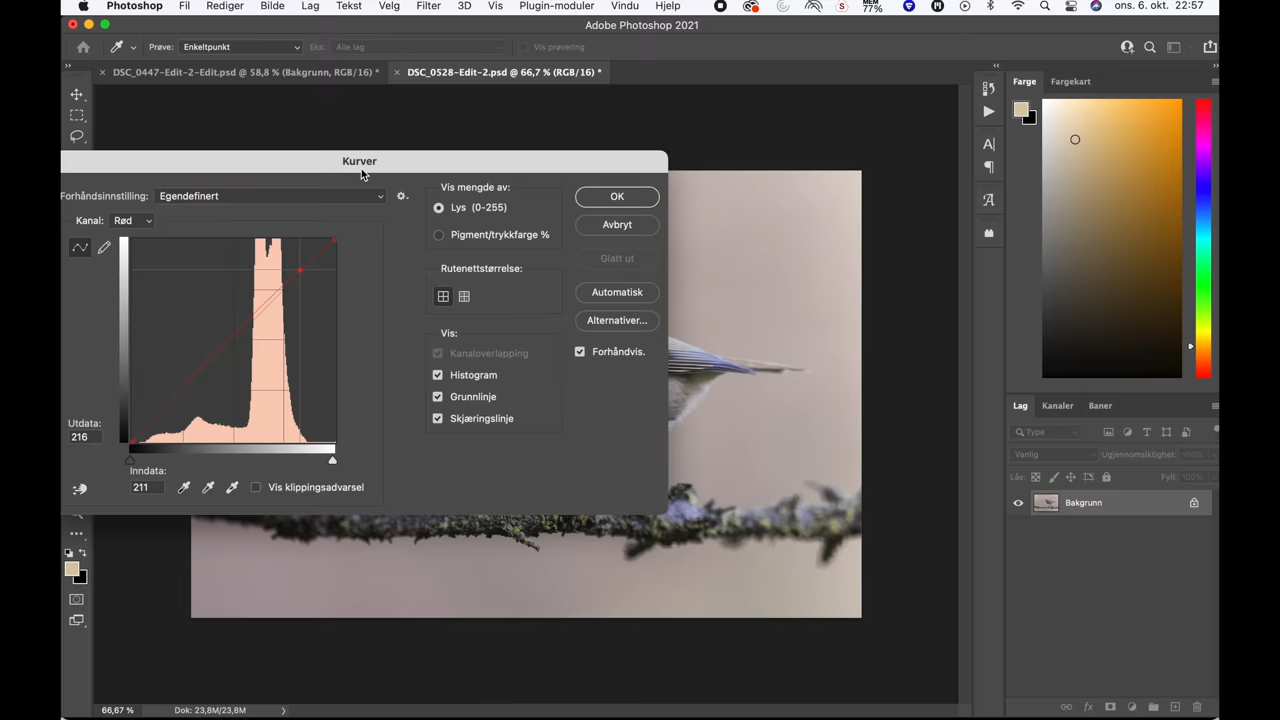 Photoshop Fil Rediger Bilde Lag Tekst Velg Filter 3D Vis Plugin-moduler Vindu Hjelp MEM 77% ons. 6. okt. 22:57
Adobe Photoshop 2021
Prøve: Enkeltpunkt Eks: Alle lag Vis prøvering
DSC_0447-Edit-2-Edit.psd @ 58,8 % (Bakgrunn, RGB/16) * DSC_0528-Edit-2.psd @ 66,7 % (RGB/16) *
Farge Fargekart
Kurver
Forhåndsinnstilling: Egendefinert
Kanal: Rød
Vis mengde av:
Lys (0-255)
Pigment/trykkfarge %
Rutenettstørrelse:
Vis:
Kanaloverlapping
Histogram
Grunnlinje
Skjæringslinje
OK
Avbryt
Glatt ut
Automatisk
Alternativer...
Forhåndvis.
Utdata:
216
Inndata:
211
Vis klippingsadvarsel
Lag Kanaler Baner
Type
Vanlig Ugjennomsiktighet: 100%
Lås: Fyll: 100%
Bakgrunn
66,67 % Dok: 23,8M/23,8M